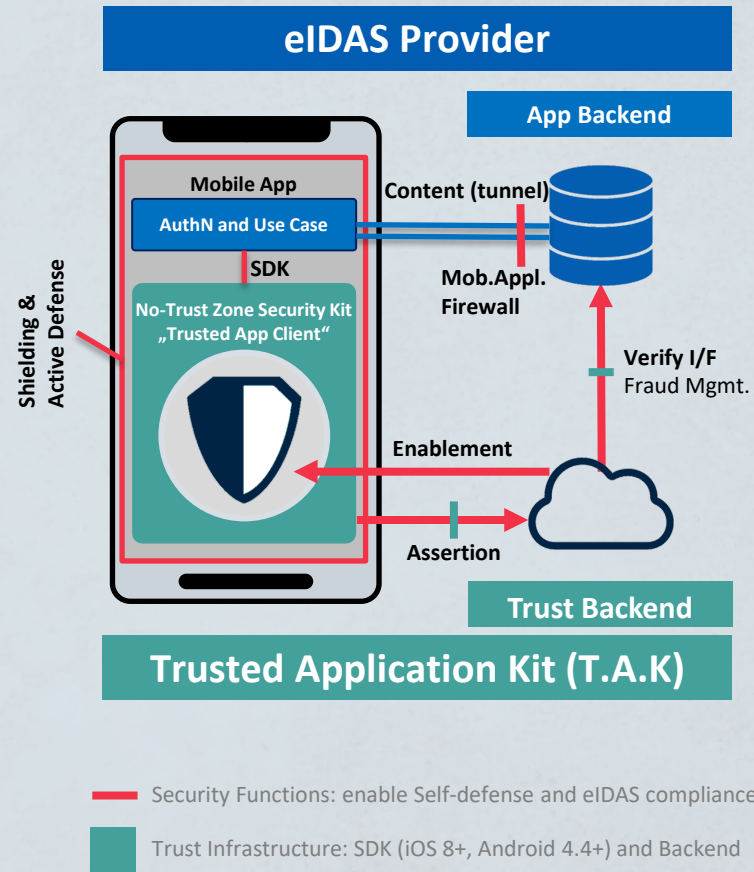 eIDAS Provider
App Backend
Mobile App
Content (tunnel)
AuthN and Use Case
SDK
Mob.Appl.
Firewall
Shielding &
Active Defense
No-Trust Zone Security Kit
„Trusted App Client“
Verify I/F
Fraud Mgmt.
Enablement
Assertion
Trust Backend
Trusted Application Kit (T.A.K)
Security Functions: enable Self-defense and eIDAS compliance
Trust Infrastructure: SDK (iOS 8+, Android 4.4+) and Backend